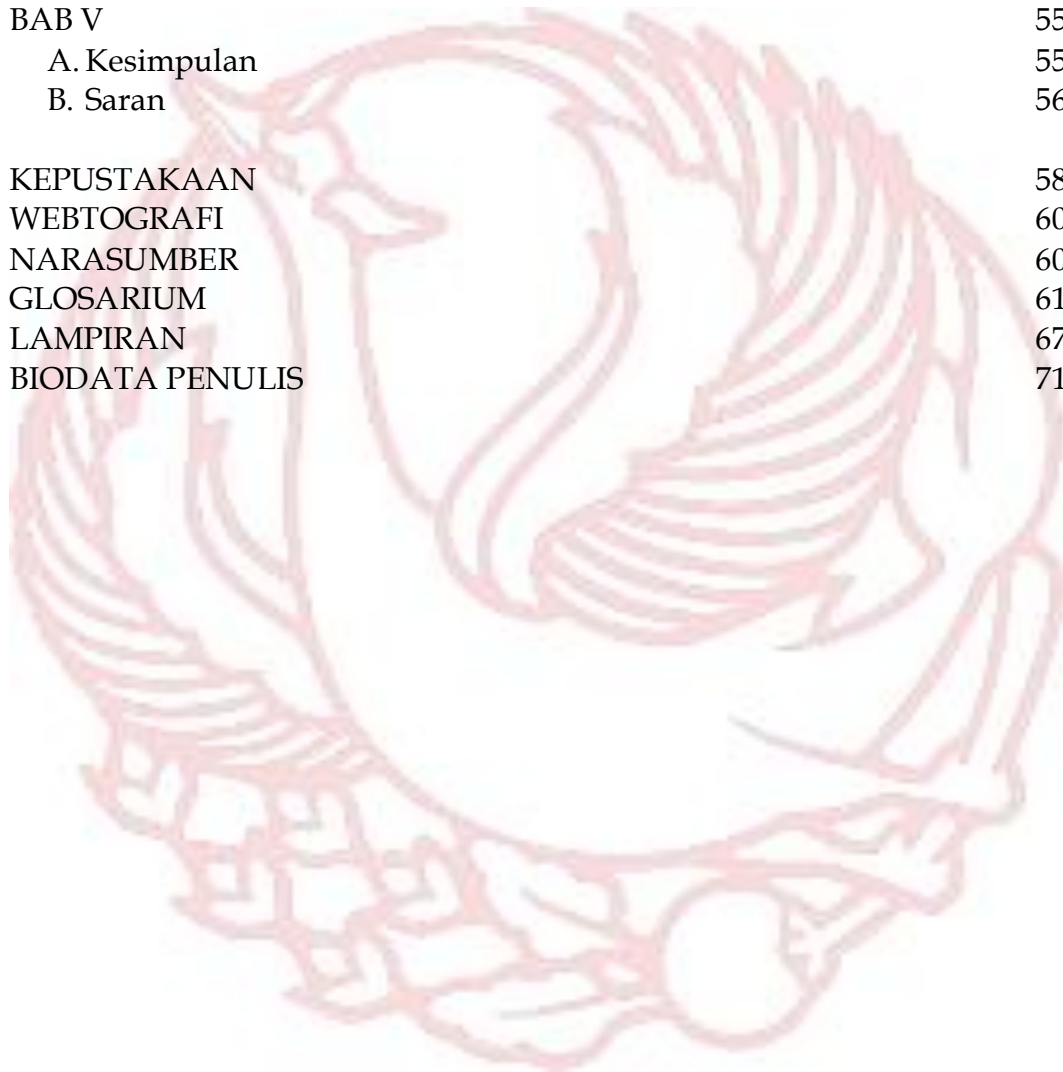 BAB V 55
A. Kesimpulan 55
B. Saran 56
KEPUSTAKAAN 58
WEBTOGRAFI 60
NARASUMBER 60
GLOSARIUM 61
LAMPIRAN 67
BIODATA PENULIS 71